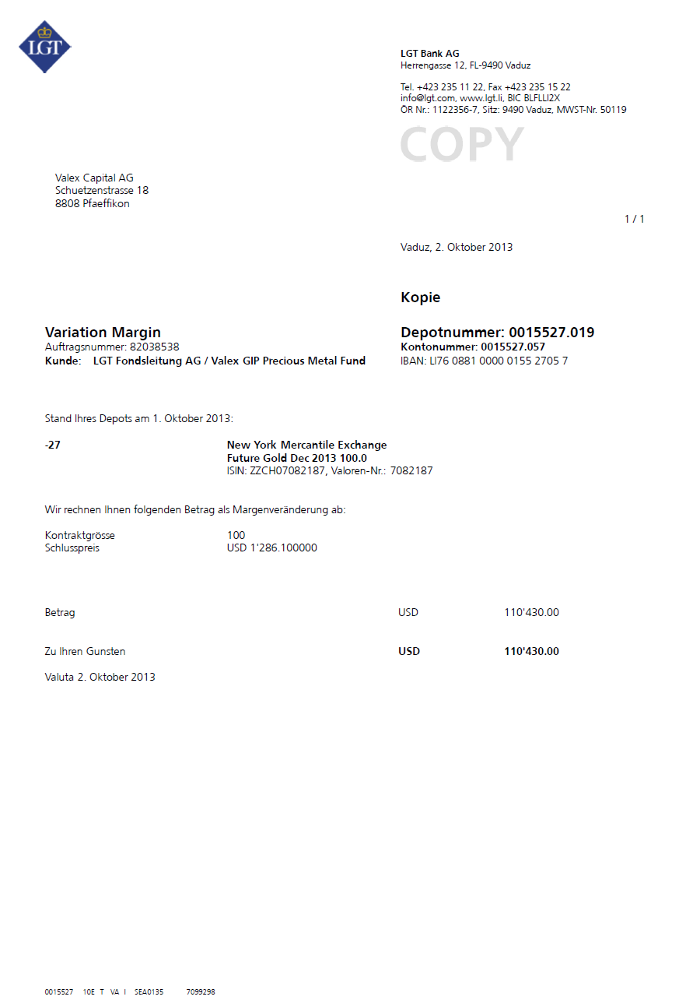 LGT
LGT Bank AG
Herrengasse 12, FL-9490 Vaduz
Tel. +423 235 11 22, Fax +423 235 15 22
info@lgt.com, www.lgt.li, BIC BLFLLI2X
ÖR Nr.: 1122356-7, Sitz: 9490 Vaduz, MWST-Nr. 50119
COPY
Valex Capital AG
Schuetzenstrasse 18
8808 Pfaeffikon
1 / 1
Vaduz, 2. Oktober 2013
Kopie
Variation Margin Depotnummer: 0015527.019
Auftragsnummer: 82038538 Kontonummer: 0015527.057
Kunde: LGT Fondsleitung AG / Valex GIP Precious Metal Fund IBAN: LI76 0881 0000 0155 2705 7
Stand Ihres Depots am 1. Oktober 2013:
-27 New York Mercantile Exchange
Future Gold Dec 2013 100.0
ISIN: ZZCH07082187, Valoren-Nr.: 7082187
Wir rechnen Ihnen folgenden Betrag als Margenveränderung ab:
Kontraktgrösse 100
Schlusspreis USD 1'286.100000
Betrag USD 110'430.00
Zu Ihren Gunsten USD 110'430.00
Valuta 2. Oktober 2013
0015527 10E T VA I SEA0135 7099298